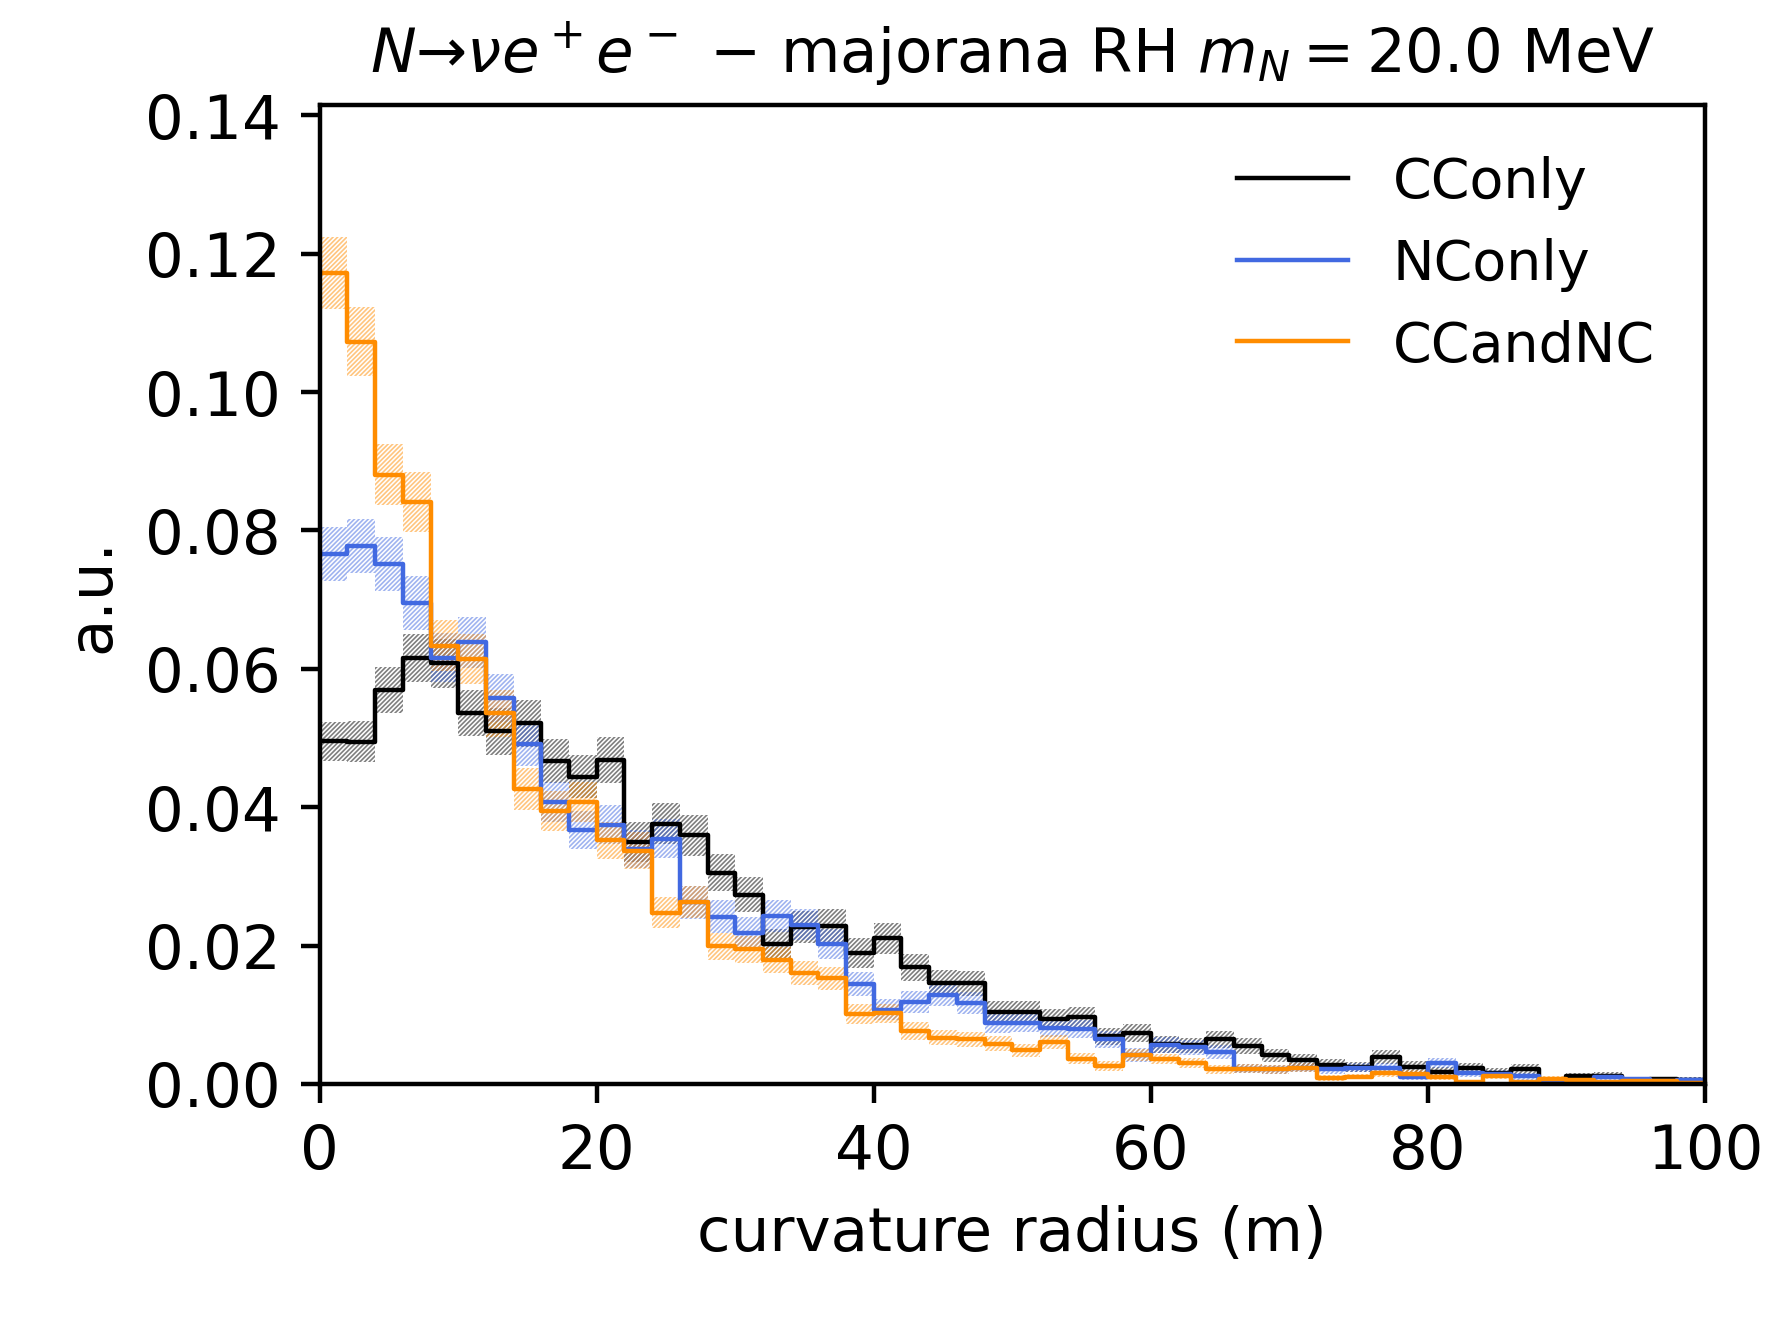 N→νe⁺e⁻ − majorana RH m_N = 20.0 MeV
0.14
0.12
0.10
0.08
0.06
0.04
0.02
0.00
a.u.
CConly
NConly
CCandNC
0 20 40 60 80 100
curvature radius (m)